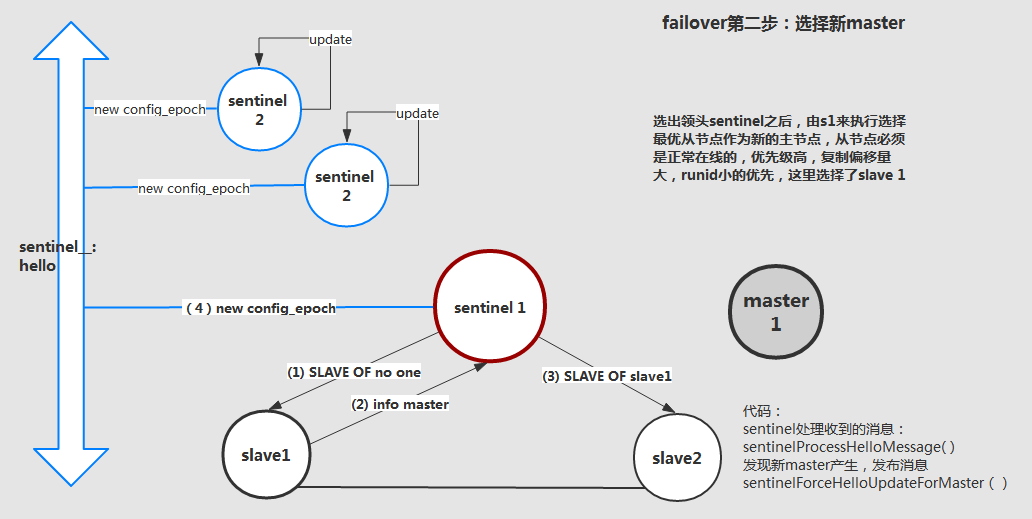 failover第二步：选择新master
update
sentinel
2
new config_epoch
update
sentinel
2
new config_epoch
选出领头sentinel之后，由s1来执行选择
最优从节点作为新的主节点，从节点必须
是正常在线的，优先级高，复制偏移量
大，runid小的优先，这里选择了slave 1
sentinel__:
hello
（4）new config_epoch
sentinel 1
master
1
(1) SLAVE OF no one
(2) info master
(3) SLAVE OF slave1
slave1
slave2
代码：
sentinel处理收到的消息：
sentinelProcessHelloMessage( )
发现新master产生，发布消息
sentinelForceHelloUpdateForMaster（ ）